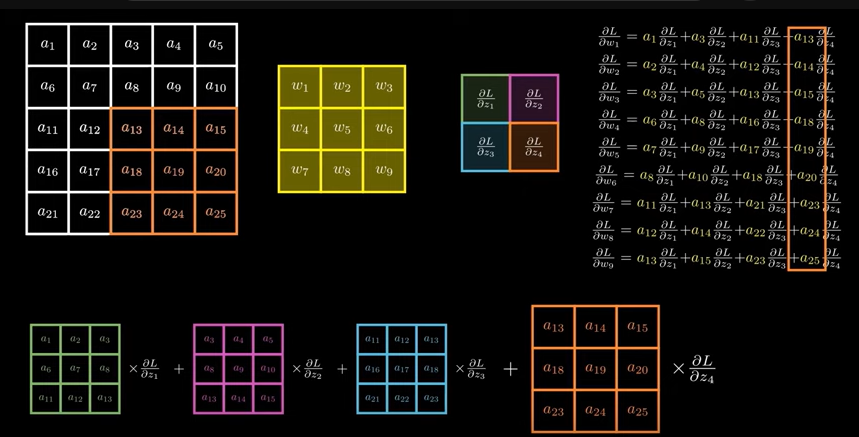 a1 a2 a3 a4 a5
a6 a7 a8 a9 a10
a11 a12 a13 a14 a15
a16 a17 a18 a19 a20
a21 a22 a23 a24 a25
w1 w2 w3
w4 w5 w6
w7 w8 w9
∂L/∂z1 ∂L/∂z2
∂L/∂z3 ∂L/∂z4
∂L/∂w1 = a1 ∂L/∂z1 + a3 ∂L/∂z2 + a11 ∂L/∂z3 + a13 ∂L/∂z4
∂L/∂w2 = a2 ∂L/∂z1 + a4 ∂L/∂z2 + a12 ∂L/∂z3 + a14 ∂L/∂z4
∂L/∂w3 = a3 ∂L/∂z1 + a5 ∂L/∂z2 + a13 ∂L/∂z3 + a15 ∂L/∂z4
∂L/∂w4 = a6 ∂L/∂z1 + a8 ∂L/∂z2 + a16 ∂L/∂z3 + a18 ∂L/∂z4
∂L/∂w5 = a7 ∂L/∂z1 + a9 ∂L/∂z2 + a17 ∂L/∂z3 + a19 ∂L/∂z4
∂L/∂w6 = a8 ∂L/∂z1 + a10 ∂L/∂z2 + a18 ∂L/∂z3 + a20 ∂L/∂z4
∂L/∂w7 = a11 ∂L/∂z1 + a13 ∂L/∂z2 + a21 ∂L/∂z3 + a23 ∂L/∂z4
∂L/∂w8 = a12 ∂L/∂z1 + a14 ∂L/∂z2 + a22 ∂L/∂z3 + a24 ∂L/∂z4
∂L/∂w9 = a13 ∂L/∂z1 + a15 ∂L/∂z2 + a23 ∂L/∂z3 + a25 ∂L/∂z4
a1 a2 a3
a6 a7 a8
a11 a12 a13
× ∂L/∂z1 +
a3 a4 a5
a8 a9 a10
a13 a14 a15
× ∂L/∂z2 +
a11 a12 a13
a16 a17 a18
a21 a22 a23
× ∂L/∂z3 +
a13 a14 a15
a18 a19 a20
a23 a24 a25
× ∂L/∂z4